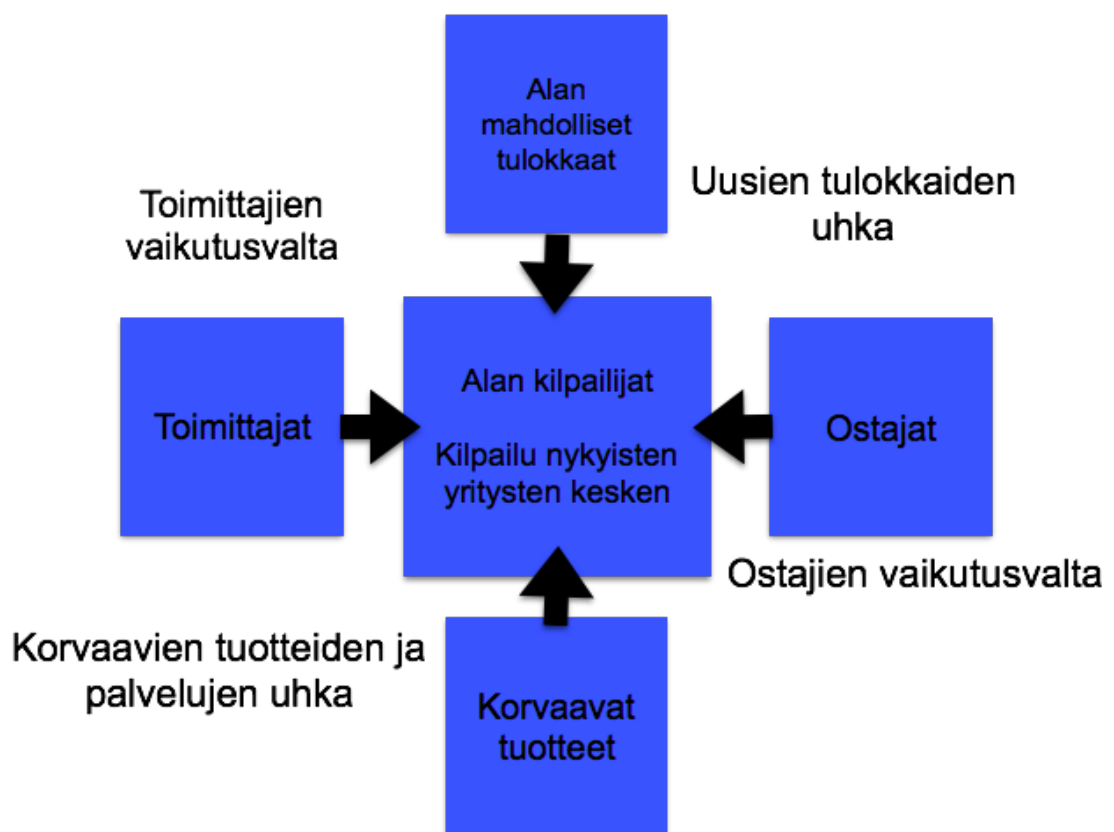 Alan
mahdolliset
tulokkaat
Uusien tulokkaiden
uhka
Toimittajien
vaikutusvalta
Toimittajat
Alan kilpailijat
Kilpailu nykyisten
yritysten kesken
Ostajat
Ostajien vaikutusvalta
Korvaavien tuotteiden ja
palvelujen uhka
Korvaavat
tuotteet